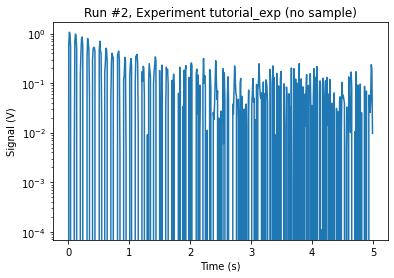 Run #2, Experiment tutorial_exp (no sample)
Signal (V)
10⁰
10⁻¹
10⁻²
10⁻³
10⁻⁴
0 1 2 3 4 5
Time (s)